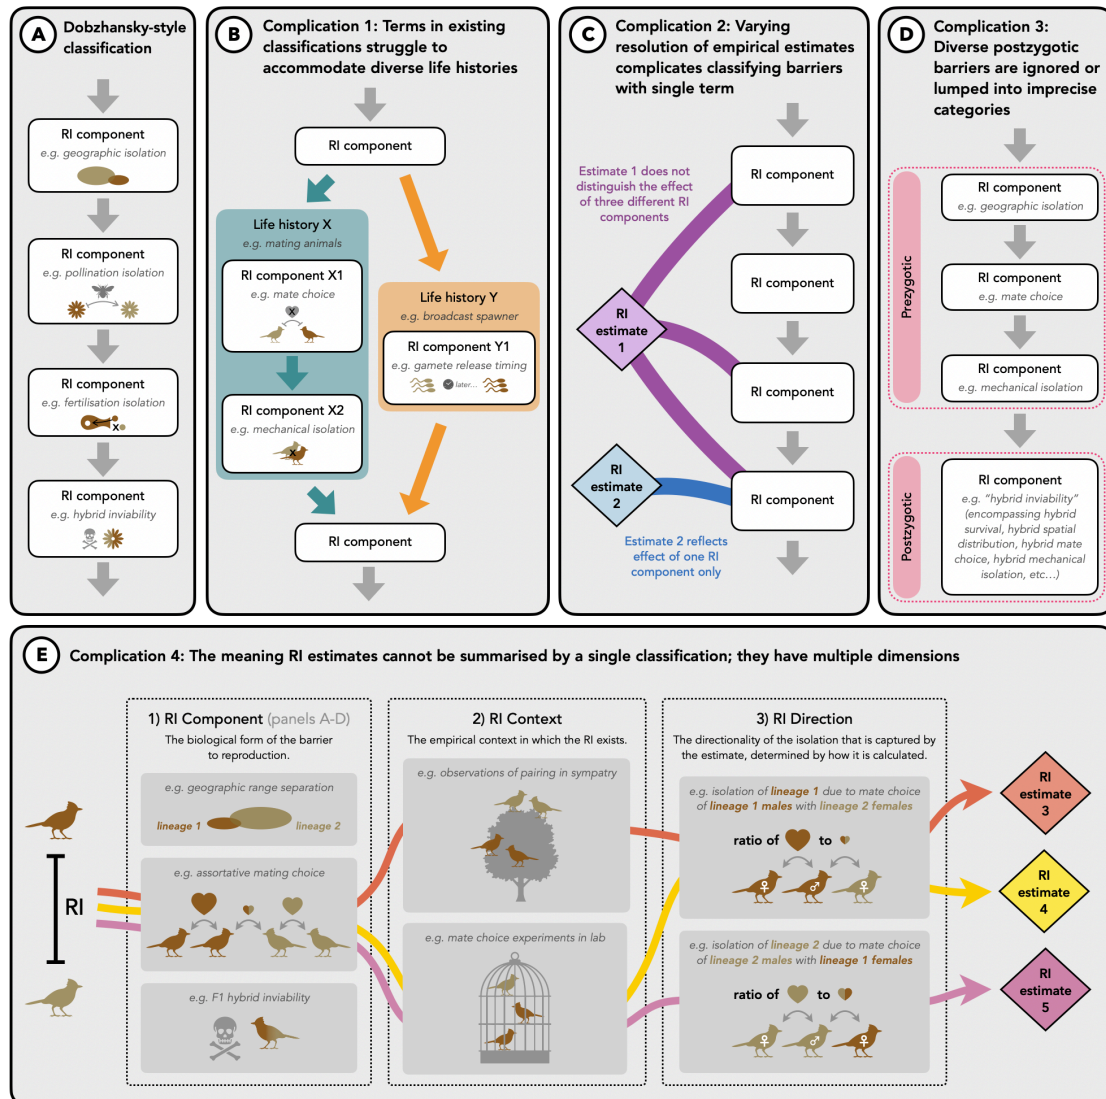 A
Dobzhansky-style
classification
RI component
e.g. geographic isolation
RI component
e.g. pollination isolation
RI component
e.g. fertilisation isolation
X
RI component
e.g. hybrid inviability
B
Complication 1: Terms in existing
classifications struggle to
accommodate diverse life histories
RI component
Life history X
e.g. mating animals
RI component X1
e.g. mate choice
X
RI component X2
e.g. mechanical isolation
X
Life history Y
e.g. broadcast spawner
RI component Y1
e.g. gamete release timing
later...
RI component
C
Complication 2: Varying
resolution of empirical estimates
complicates classifying barriers
with single term
Estimate 1 does not
distinguish the effect
of three different RI
components
RI component
RI component
RI
estimate
1
RI component
RI
estimate
2
RI component
Estimate 2 reflects
effect of one RI
component only
D
Complication 3:
Diverse postzygotic
barriers are ignored or
lumped into imprecise
categories
Prezygotic
RI component
e.g. geographic isolation
RI component
e.g. mate choice
RI component
e.g. mechanical isolation
Postzygotic
RI component
e.g. “hybrid inviability”
(encompassing hybrid
survival, hybrid spatial
distribution, hybrid mate
choice, hybrid mechanical
isolation, etc…)
E
Complication 4: The meaning RI estimates cannot be summarised by a single classification; they have multiple dimensions
RI
1) RI Component (panels A-D)
The biological form of the barrier
to reproduction.
e.g. geographic range separation
lineage 1
lineage 2
e.g. assortative mating choice
e.g. F1 hybrid inviability
2) RI Context
The empirical context in which the RI exists.
e.g. observations of pairing in sympatry
e.g. mate choice experiments in lab
3) RI Direction
The directionality of the isolation that is captured by
the estimate, determined by how it is calculated.
e.g. isolation of lineage 1 due to mate choice
of lineage 1 males with lineage 2 females
ratio of to
♀ ♂ ♀
e.g. isolation of lineage 2 due to mate choice
of lineage 2 males with lineage 1 females
ratio of to
♀ ♂ ♀
RI
estimate
3
RI
estimate
4
RI
estimate
5